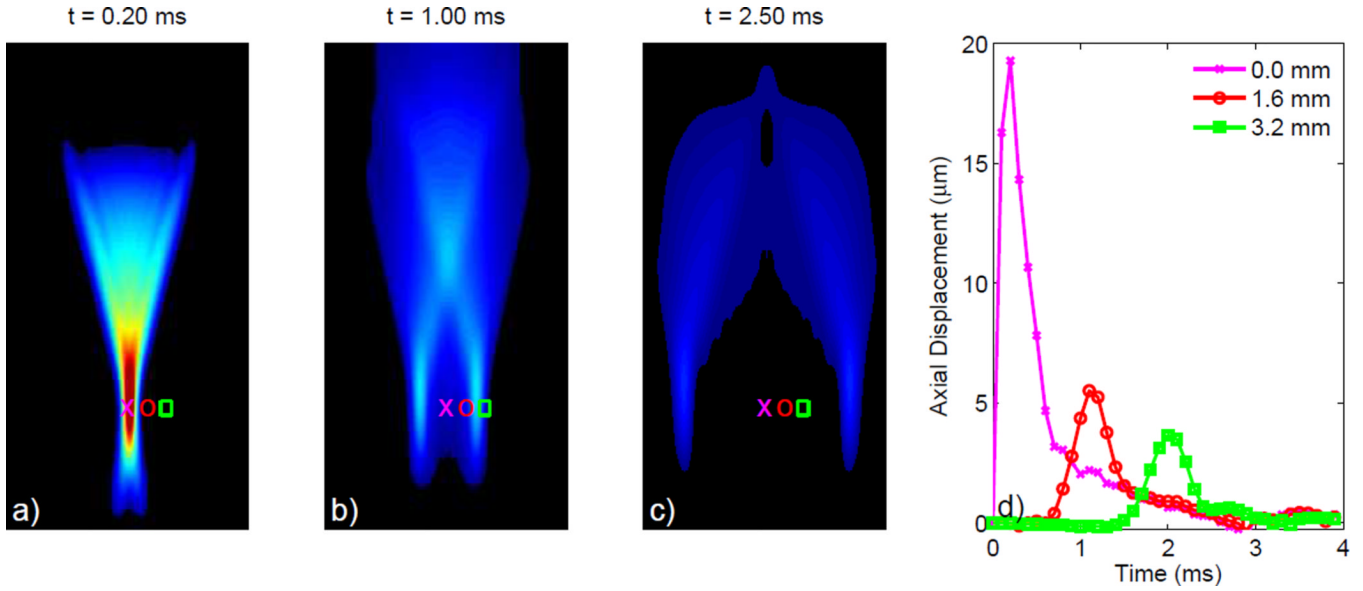 t = 0.20 ms
t = 1.00 ms
t = 2.50 ms
X O
a)
X O
b)
X O
c)
20
15
10
5
0
Axial Displacement (μm)
0.0 mm
1.6 mm
3.2 mm
d)
0 1 2 3 4
Time (ms)